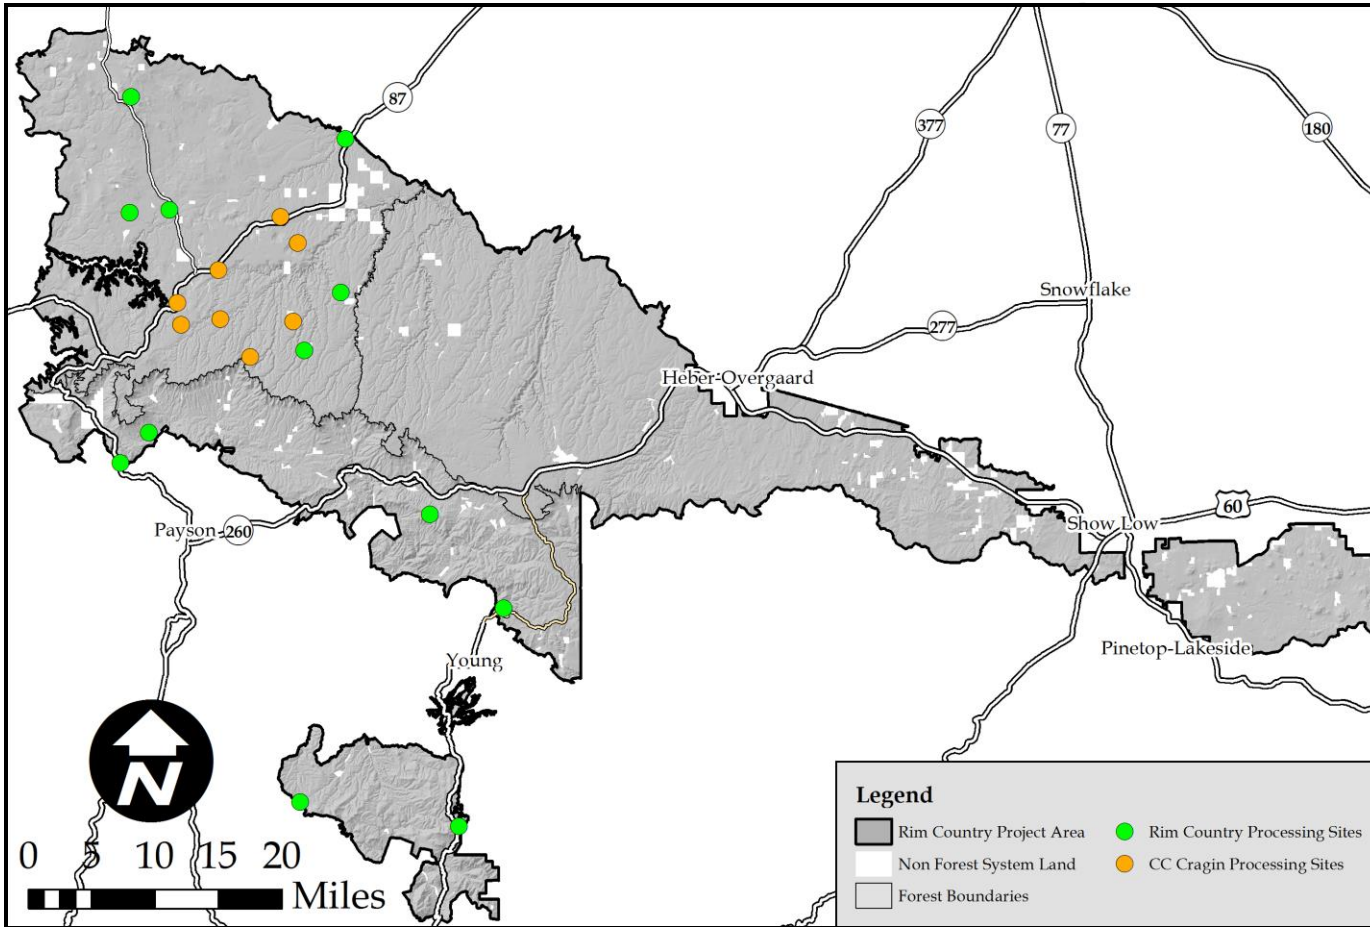 87
377
77
180
Snowflake
277
Heber-Overgaard
60
Show Low
Payson
260
Pinetop-Lakeside
Young
N
0 5 10 15 20
Miles
Legend
Rim Country Project Area
Rim Country Processing Sites
Non Forest System Land
CC Cragin Processing Sites
Forest Boundaries